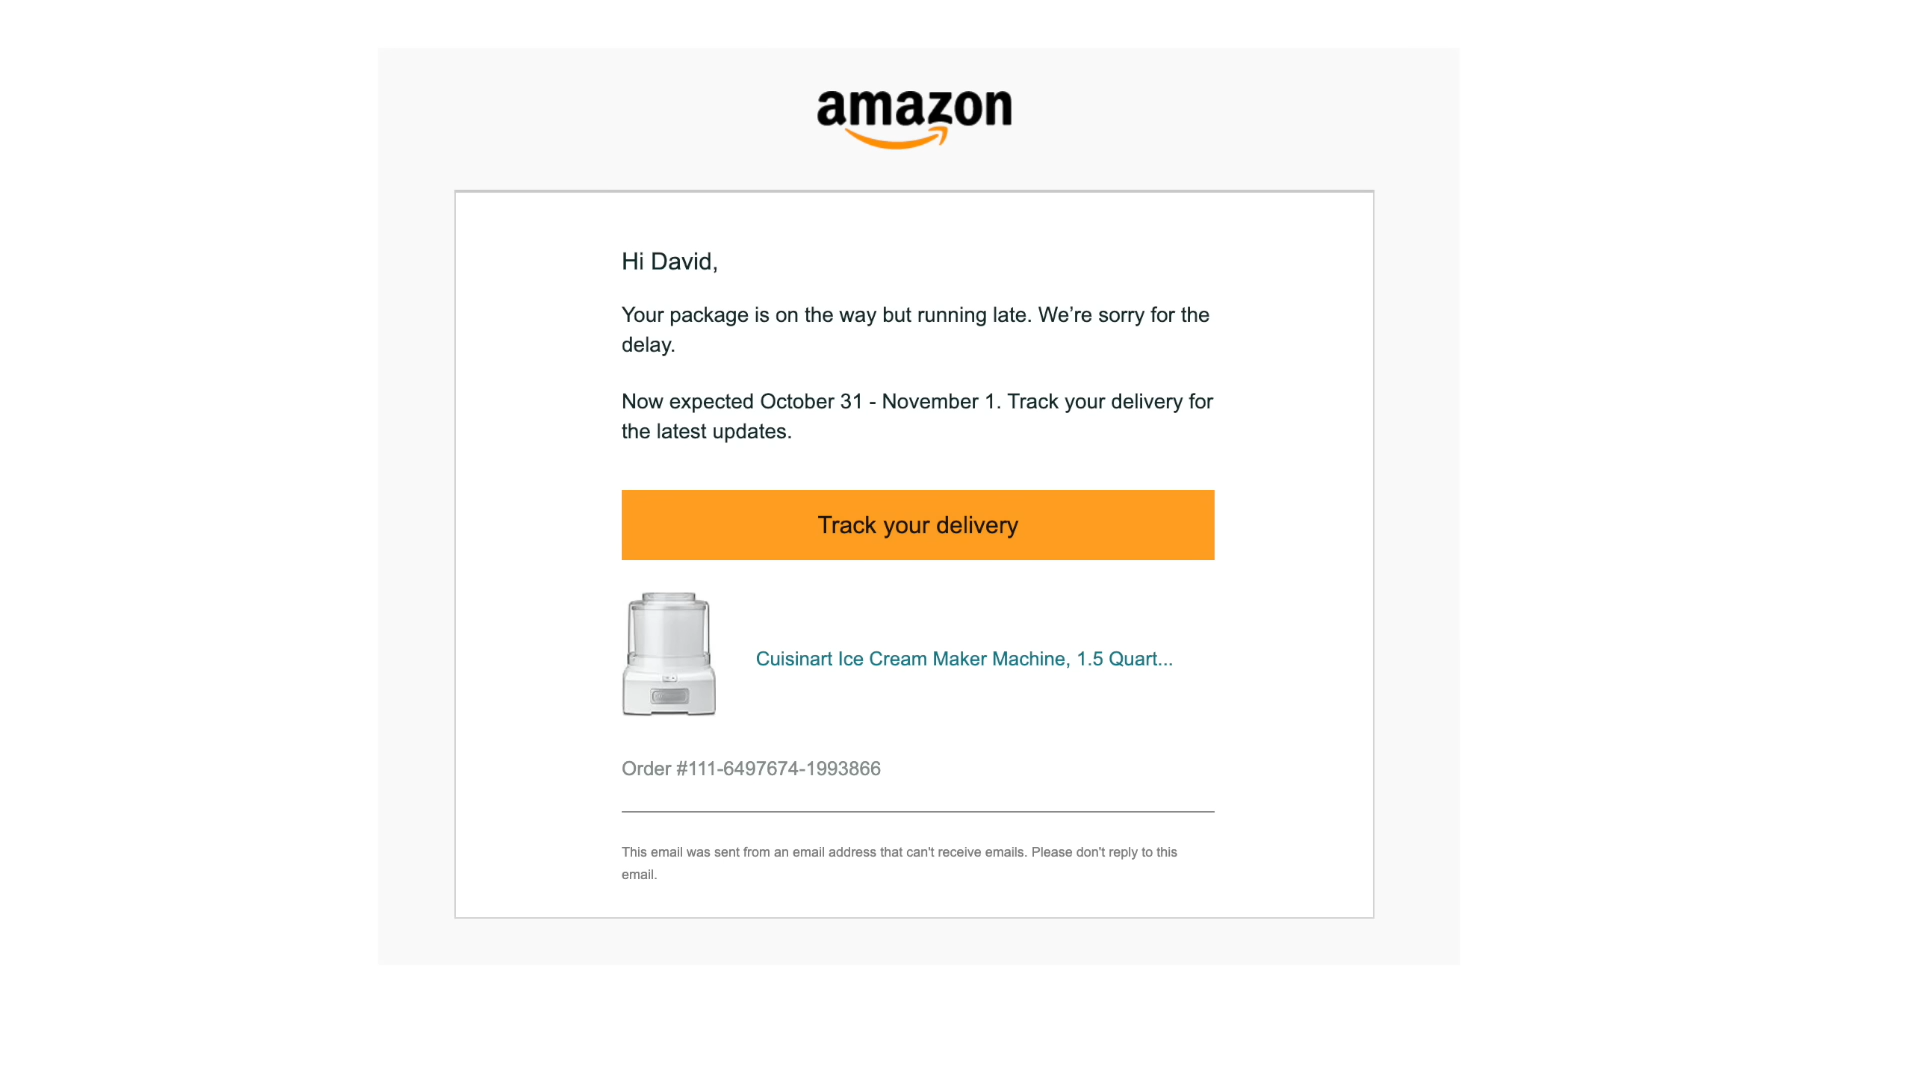 amazon
Hi David,
Your package is on the way but running late. We’re sorry for the
delay.
Now expected October 31 - November 1. Track your delivery for
the latest updates.
Track your delivery
Cuisinart Ice Cream Maker Machine, 1.5 Quart...
Order #111-6497674-1993866
This email was sent from an email address that can't receive emails. Please don't reply to this
email.